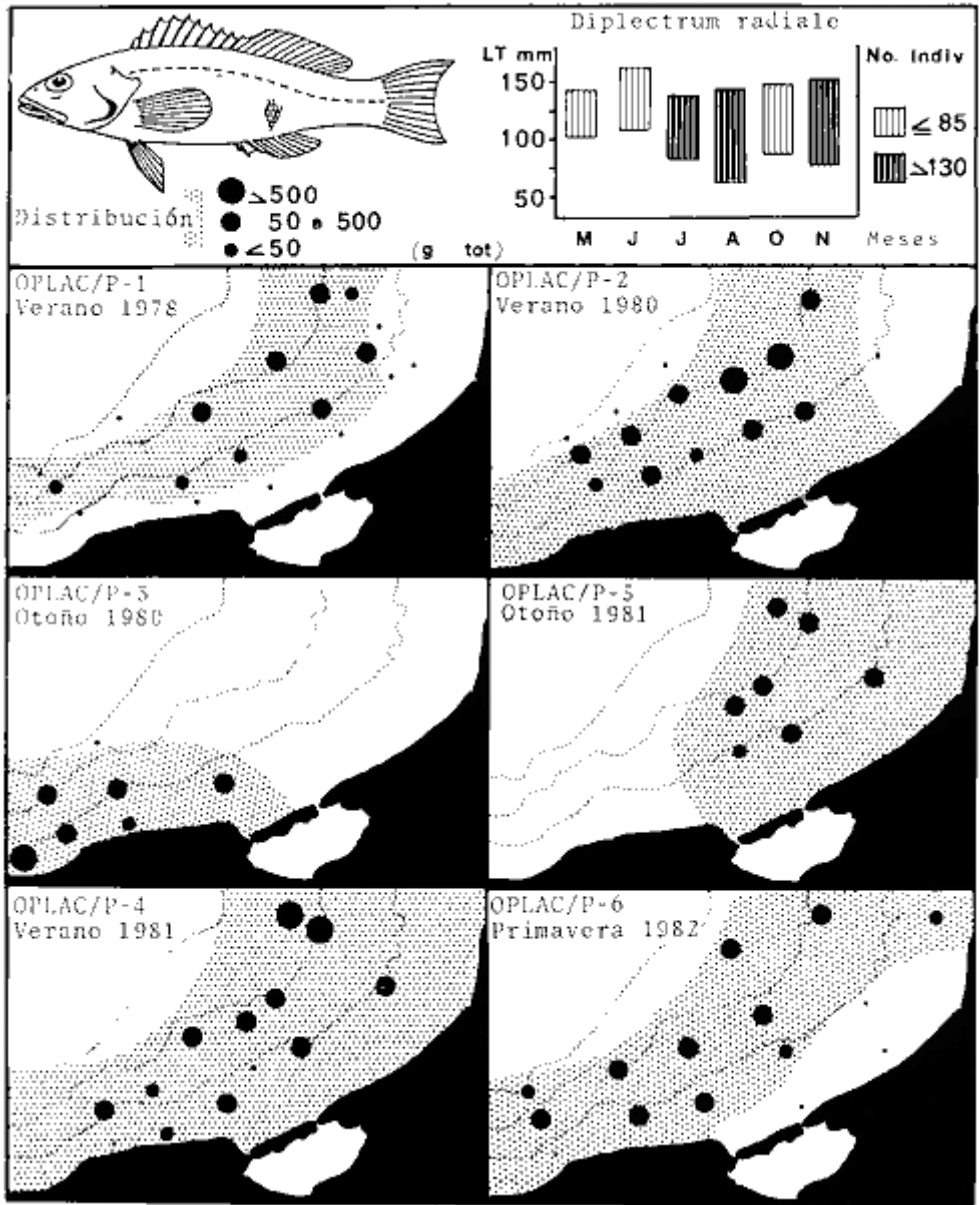 Diplectrum radiale
LT mm
150
100
50
M J J A O N Meses
No. Indiv
≤ 85
>130
Distribución
>500
50 a 500
<50
(g tot)
OPLAC/P-1
Verano 1978
OPLAC/P-2
Verano 1980
OPLAC/P-3
Otoño 1980
OPLAC/P-5
Otoño 1981
OPLAC/P-4
Verano 1981
OPLAC/P-6
Primavera 1982